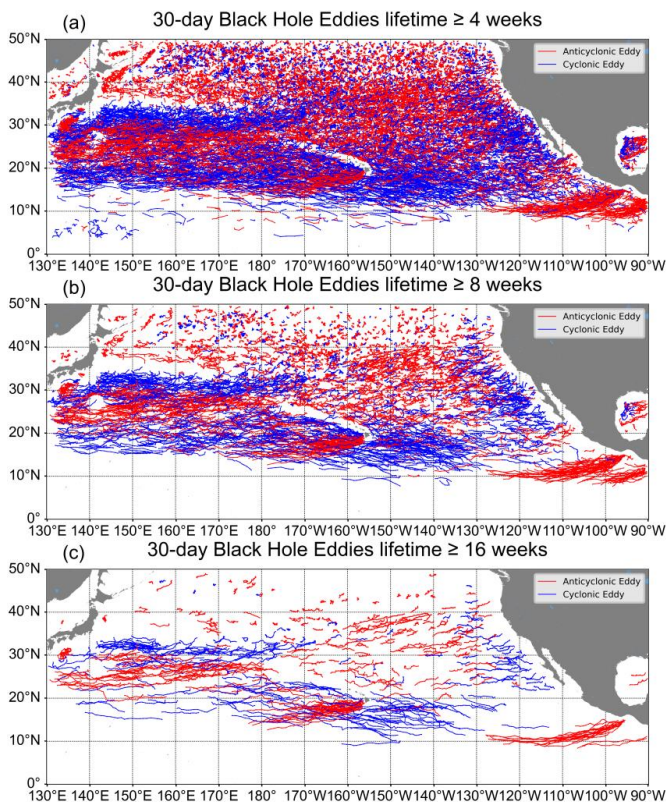 (a) 30-day Black Hole Eddies lifetime ≥ 4 weeks
50°N
40°N
30°N
20°N
10°N
0°
Anticyclonic Eddy
Cyclonic Eddy
130°E 140°E 150°E 160°E 170°E 180° 170°W 160°W 150°W 140°W 130°W 120°W 110°W 100°W 90°W
(b) 30-day Black Hole Eddies lifetime ≥ 8 weeks
50°N
40°N
30°N
20°N
10°N
0°
Anticyclonic Eddy
Cyclonic Eddy
130°E 140°E 150°E 160°E 170°E 180° 170°W 160°W 150°W 140°W 130°W 120°W 110°W 100°W 90°W
(c) 30-day Black Hole Eddies lifetime ≥ 16 weeks
50°N
40°N
30°N
20°N
10°N
0°
Anticyclonic Eddy
Cyclonic Eddy
130°E 140°E 150°E 160°E 170°E 180° 170°W 160°W 150°W 140°W 130°W 120°W 110°W 100°W 90°W